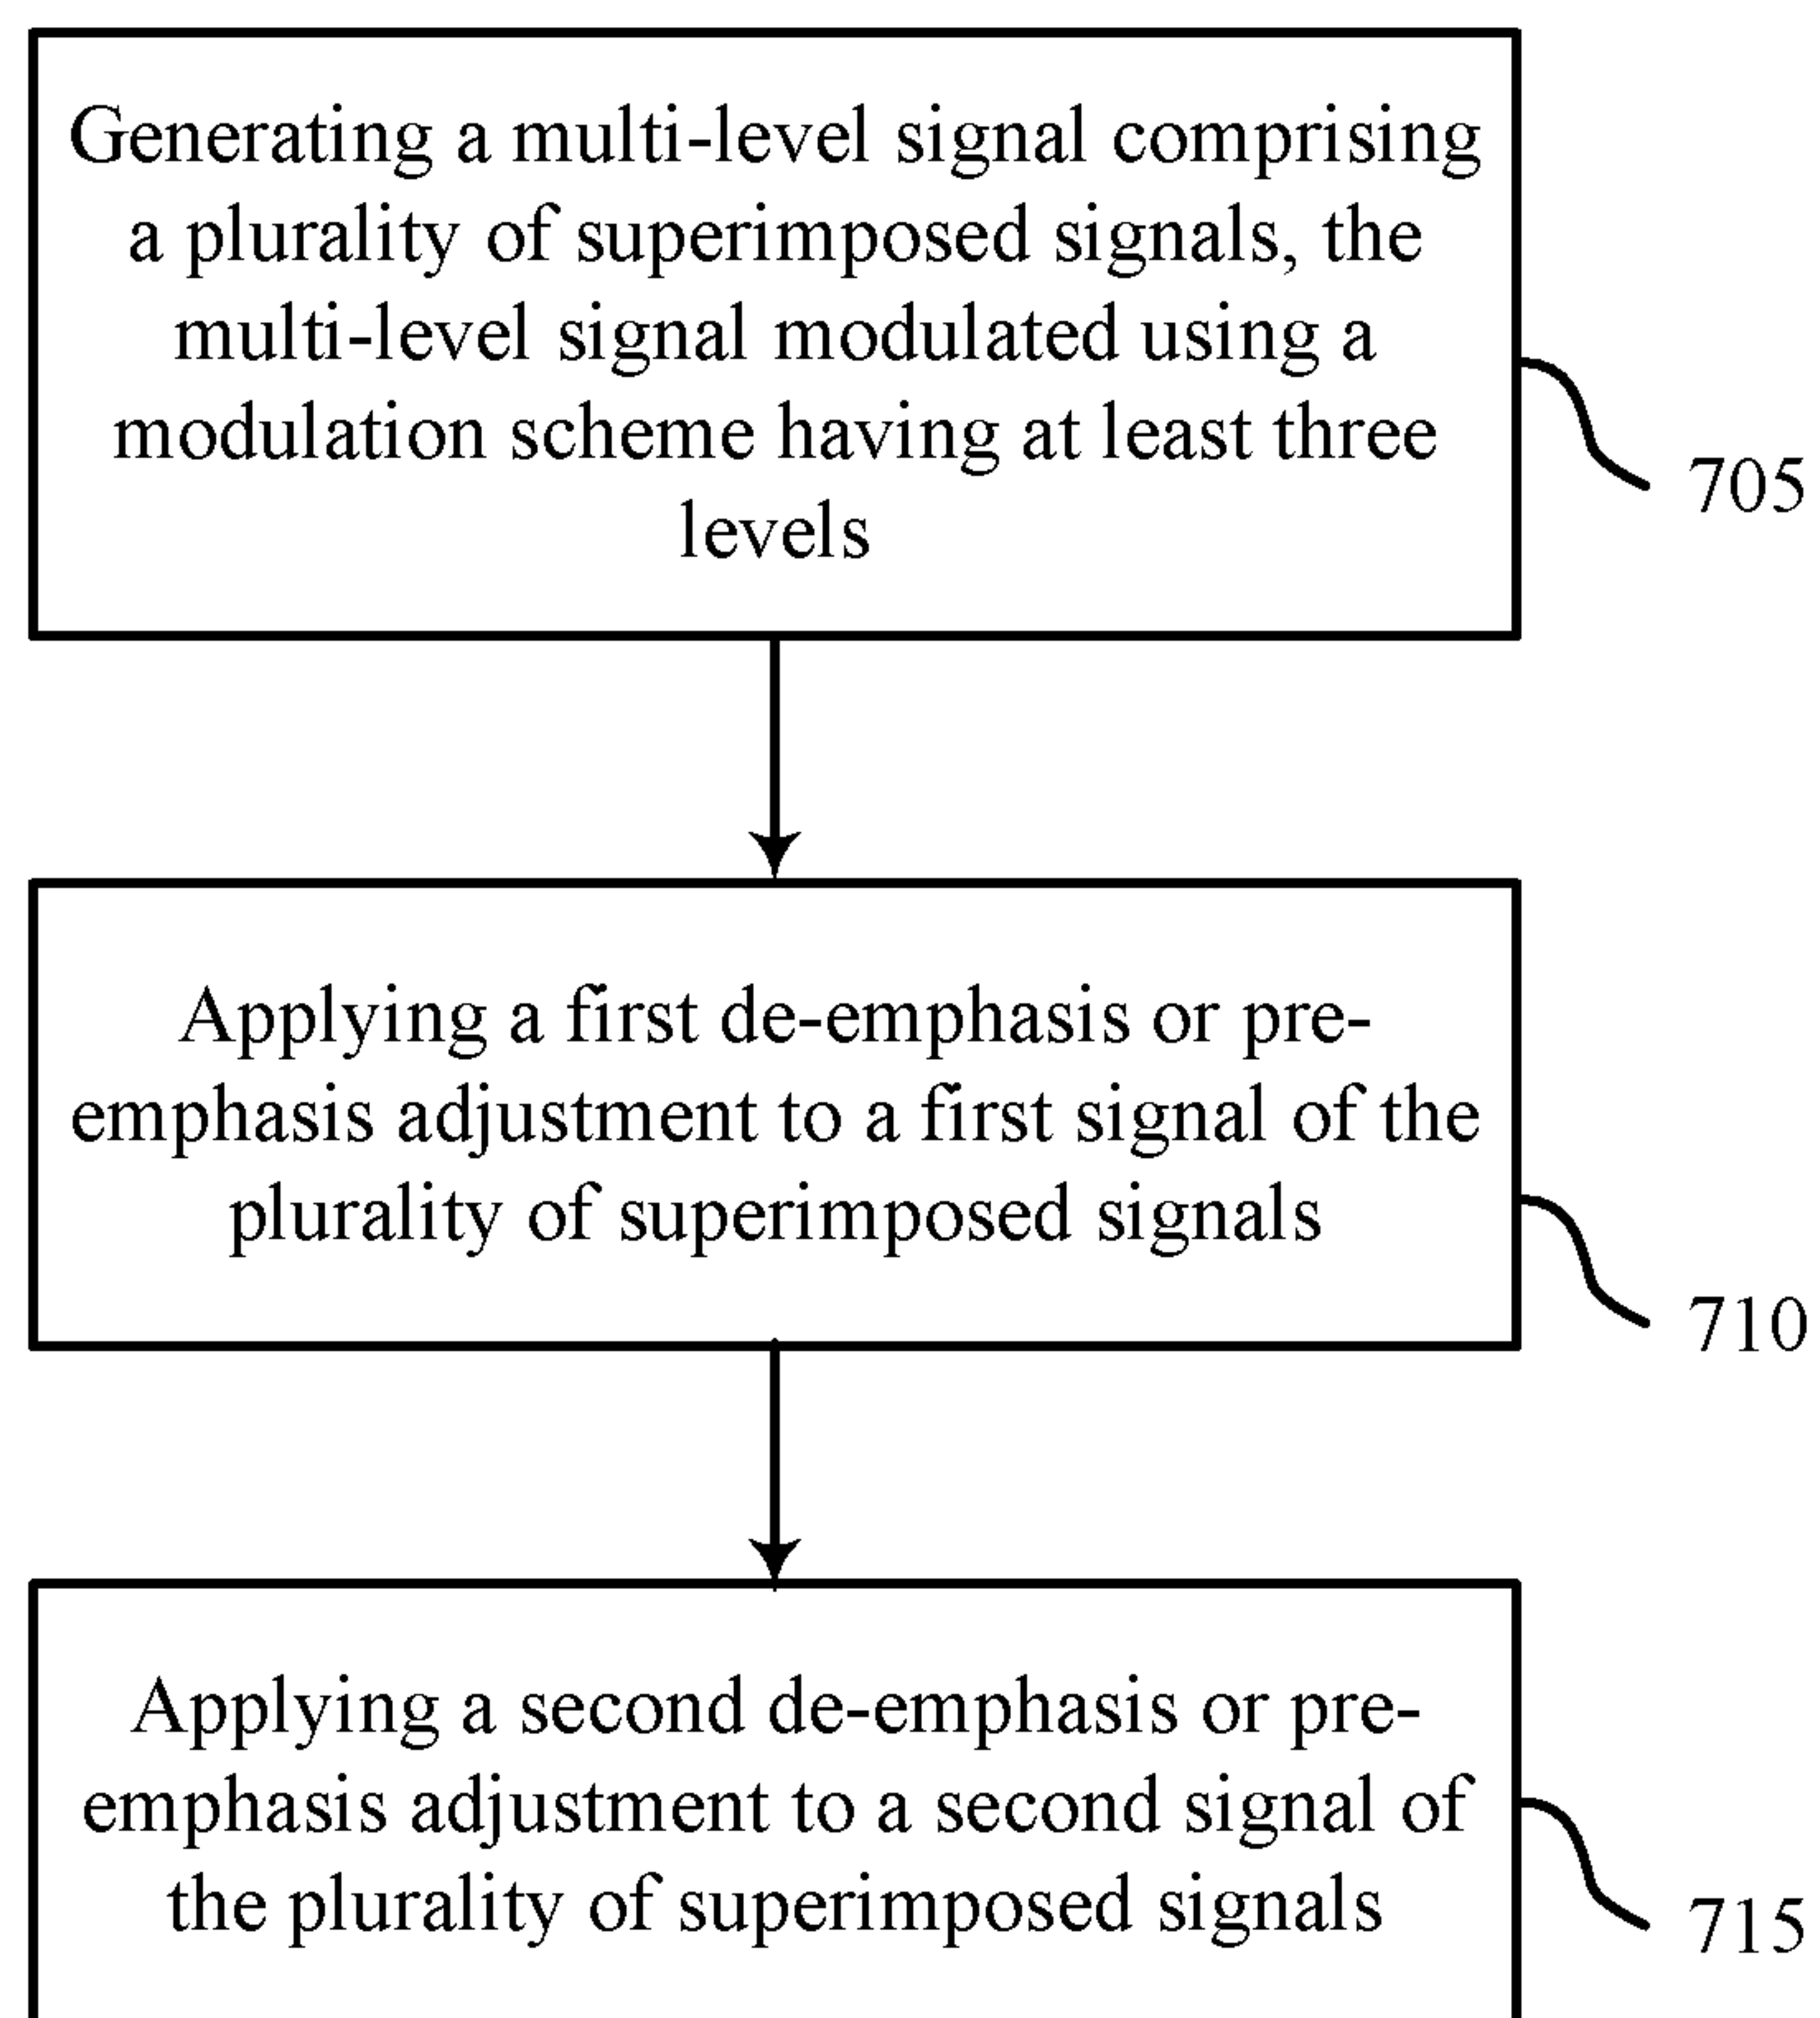 Generating a multi-level signal comprising
a plurality of superimposed signals, the
multi-level signal modulated using a
modulation scheme having at least three
levels
705
Applying a first de-emphasis or pre-
emphasis adjustment to a first signal of the
plurality of superimposed signals
710
Applying a second de-emphasis or pre-
emphasis adjustment to a second signal of
the plurality of superimposed signals
715